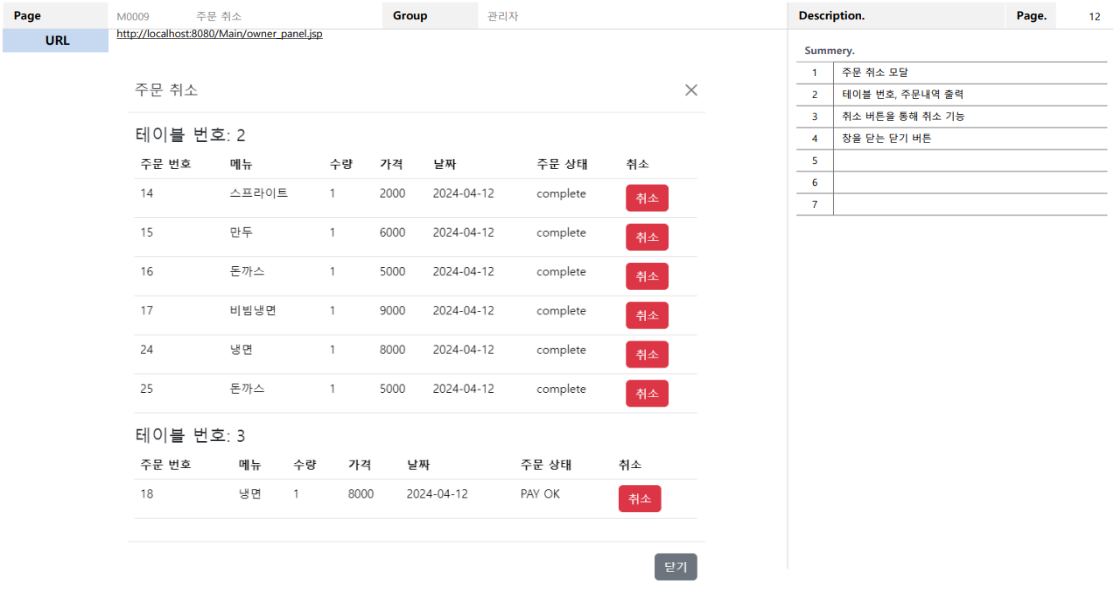 Page M0009 주문 취소 Group 관리자 Description. Page. 12
URL http://localhost:8080/Main/owner_panel.jsp
Summery.
1 주문 취소 모달
2 테이블 번호, 주문내역 출력
3 취소 버튼을 통해 취소 기능
4 창을 닫는 닫기 버튼
5
6
7
주문 취소 ×
테이블 번호: 2
주문 번호 메뉴 수량 가격 날짜 주문 상태 취소
14 스프라이트 1 2000 2024-04-12 complete 취소
15 만두 1 6000 2024-04-12 complete 취소
16 돈까스 1 5000 2024-04-12 complete 취소
17 비빔냉면 1 9000 2024-04-12 complete 취소
24 냉면 1 8000 2024-04-12 complete 취소
25 돈까스 1 5000 2024-04-12 complete 취소
테이블 번호: 3
주문 번호 메뉴 수량 가격 날짜 주문 상태 취소
18 냉면 1 8000 2024-04-12 PAY OK 취소
닫기